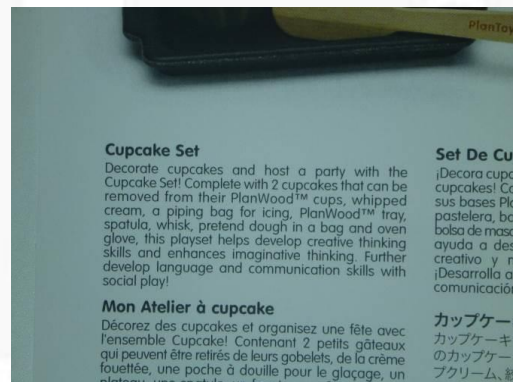 PlanToy
Cupcake Set
Decorate cupcakes and host a party with the
Cupcake Set! Complete with 2 cupcakes that can be
removed from their PlanWood™ cups, whipped
cream, a piping bag for icing, PlanWood™ tray,
spatula, whisk, pretend dough in a bag and oven
glove, this playset helps develop creative thinking
skills and enhances imaginative thinking. Further
develop language and communication skills with
social play!
Mon Atelier à cupcake
Décorez des cupcakes et organisez une fête avec
l'ensemble Cupcake! Contenant 2 petits gâteaux
qui peuvent être retirés de leurs gobelets, de la crème
fouettée, une poche à douille pour le glaçage, un
Set De Cu
¡Decora cupc
cupcakes! Co
sus bases Pla
pastelera, bo
bolsa de masa
ayuda a des
creativo y m
¡Desarrolla a
comunicación
カップケー
カップケーキ
のカップケー
プクリーム、